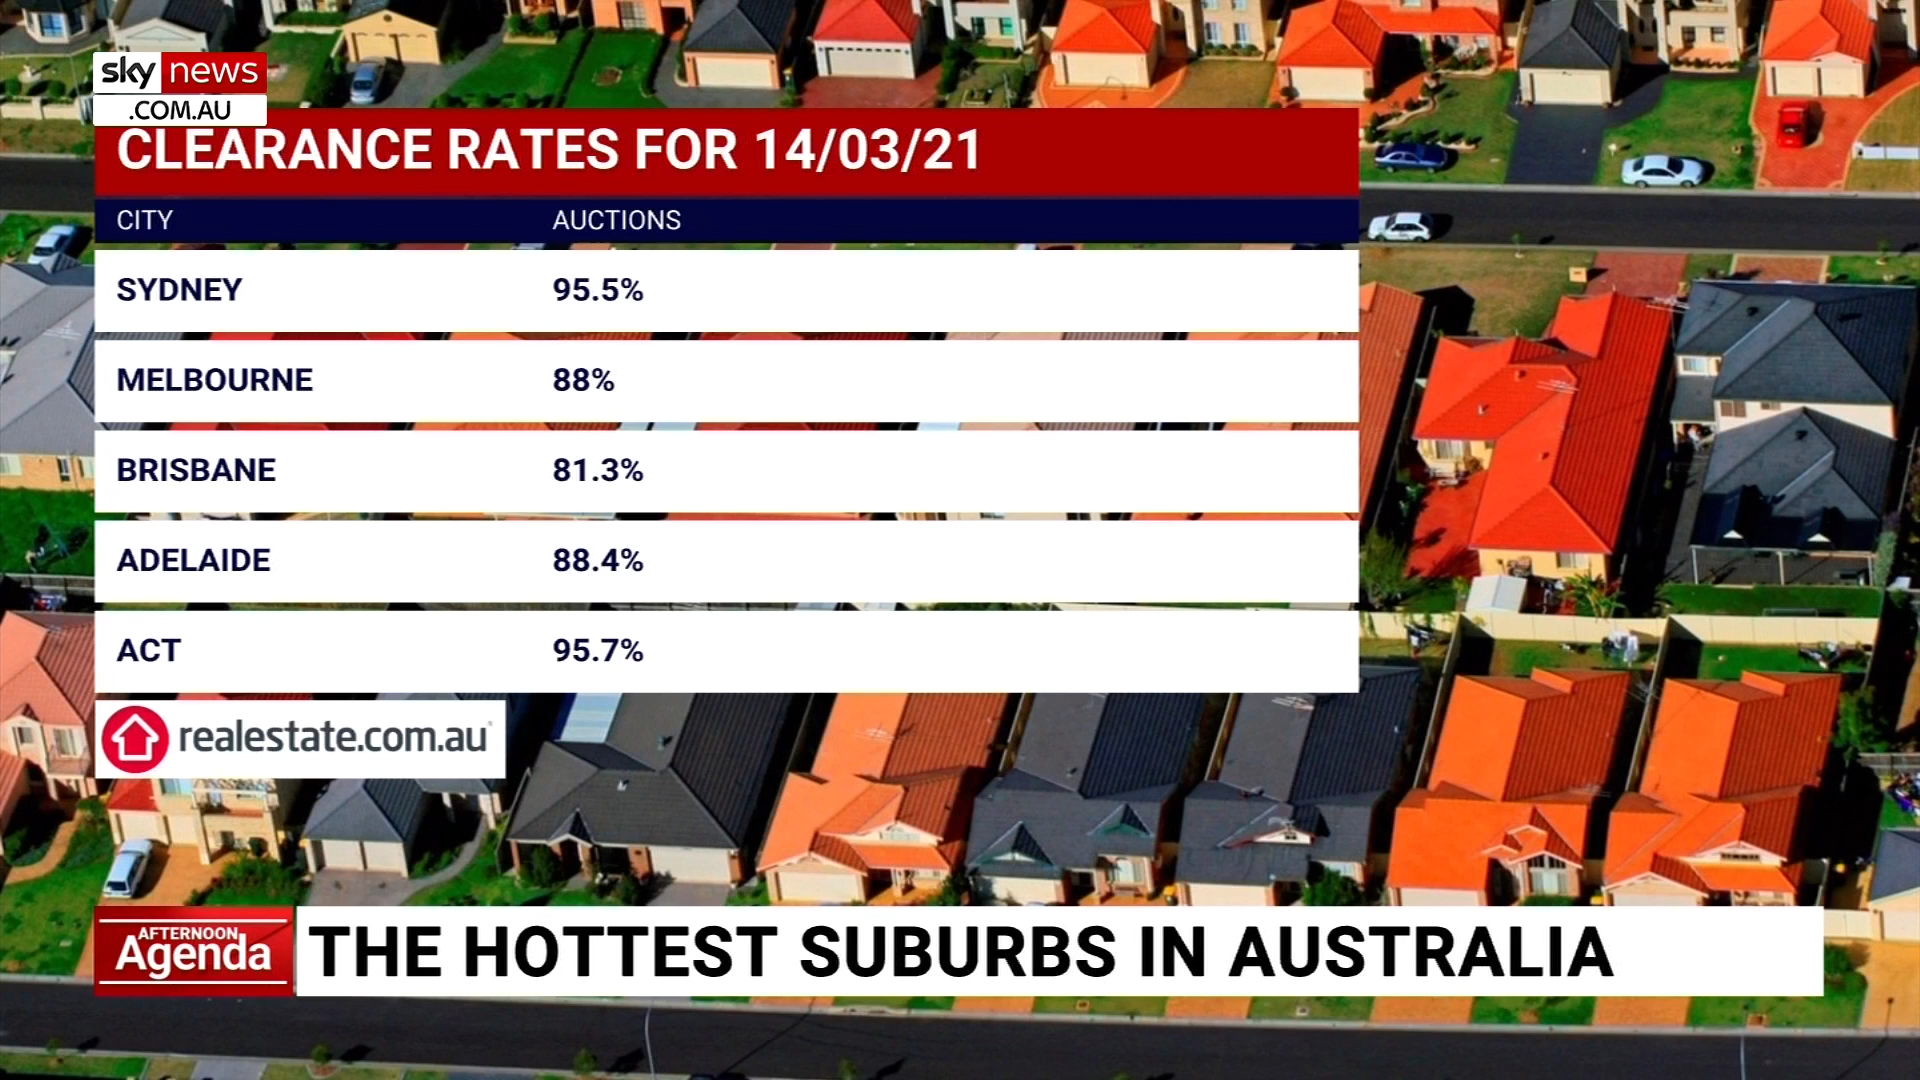 sky news
.COM.AU
CLEARANCE RATES FOR 14/03/21
CITY AUCTIONS
SYDNEY 95.5%
MELBOURNE 88%
BRISBANE 81.3%
ADELAIDE 88.4%
ACT 95.7%
realestate.com.au
AFTERNOON
Agenda
THE HOTTEST SUBURBS IN AUSTRALIA